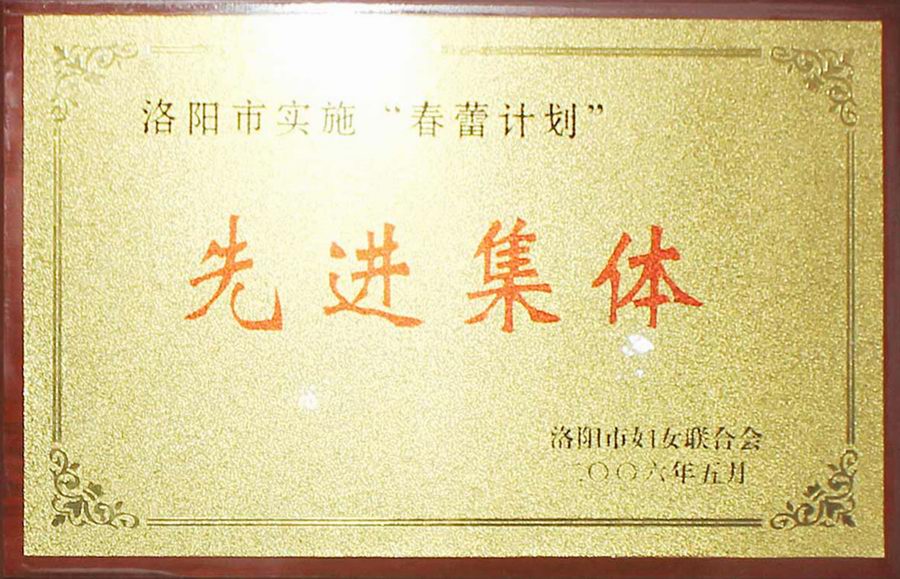 洛阳市实施“春蕾计划”
先进集体
洛阳市妇女联合会
二〇〇六年五月